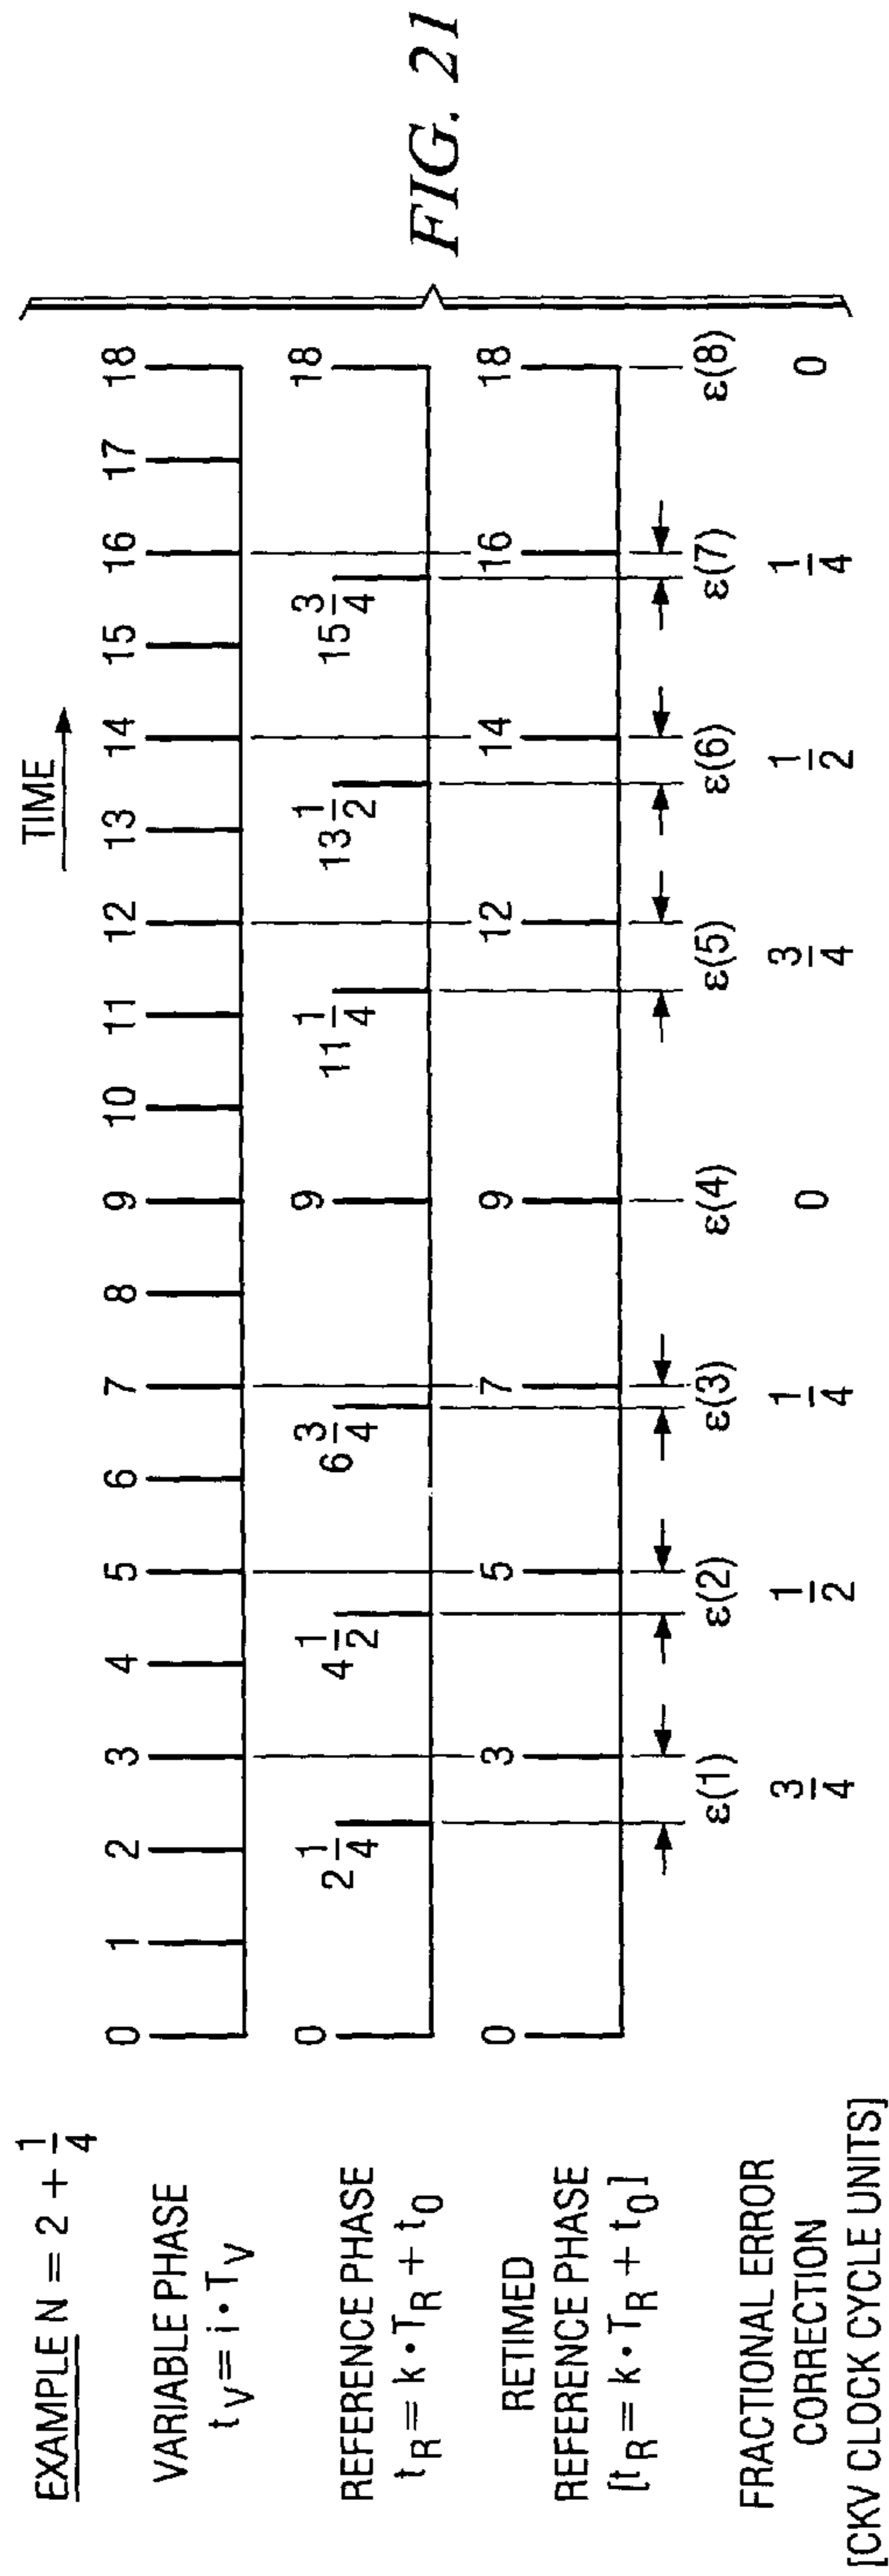 EXAMPLE N = 2 + 1/4
TIME
VARIABLE PHASE
t_V = i • T_V
0 1 2 3 4 5 6 7 8 9 10 11 12 13 14 15 16 17 18
REFERENCE PHASE
t_R = k • T_R + t_0
0 2 1/4 4 1/2 6 3/4 9 11 1/4 13 1/2 15 3/4 18
RETIMED
REFERENCE PHASE
[t_R = k • T_R + t_0]
0 3 5 7 9 12 14 16 18
ε(1) ε(2) ε(3) ε(4) ε(5) ε(6) ε(7) ε(8)
FRACTIONAL ERROR
CORRECTION
[CKV CLOCK CYCLE UNITS]
3/4 1/2 1/4 0 3/4 1/2 1/4 0
FIG. 21